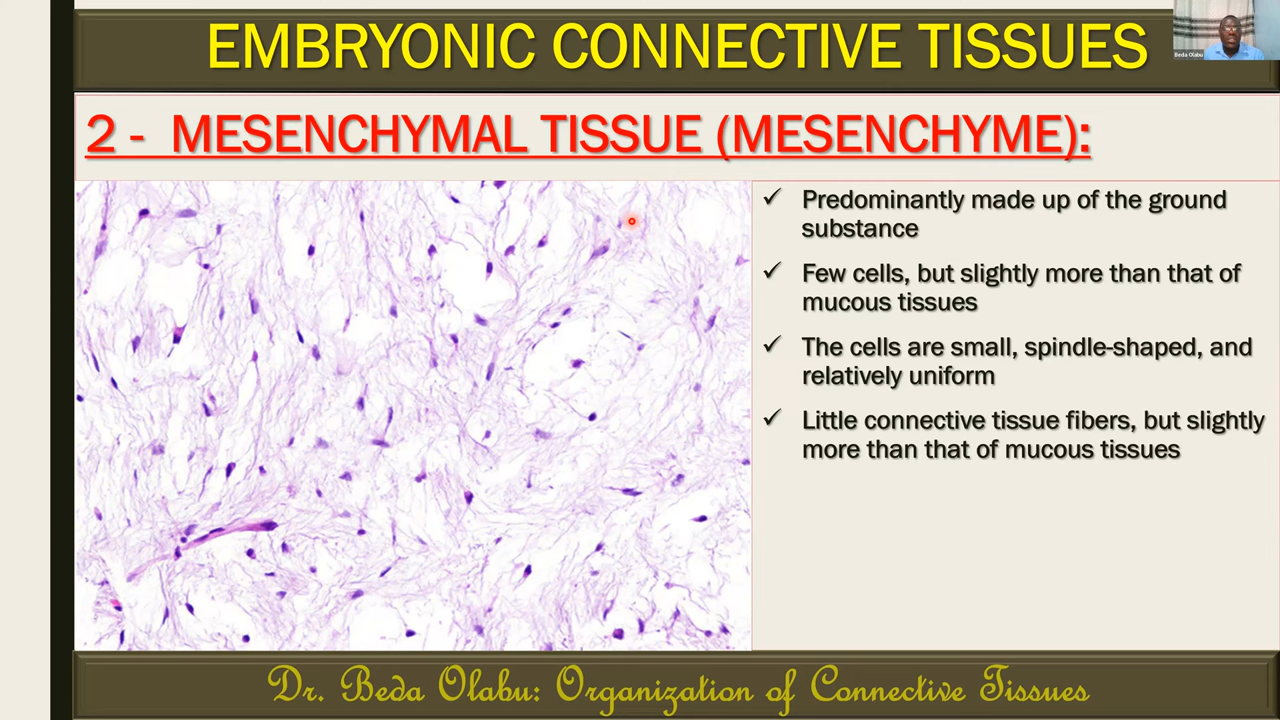 EMBRYONIC CONNECTIVE TISSUES
Beda Olabu
2 - MESENCHYMAL TISSUE (MESENCHYME):
✓ Predominantly made up of the ground
substance
✓ Few cells, but slightly more than that of
mucous tissues
✓ The cells are small, spindle-shaped, and
relatively uniform
✓ Little connective tissue fibers, but slightly
more than that of mucous tissues
Dr. Beda Olabu: Organization of Connective Tissues